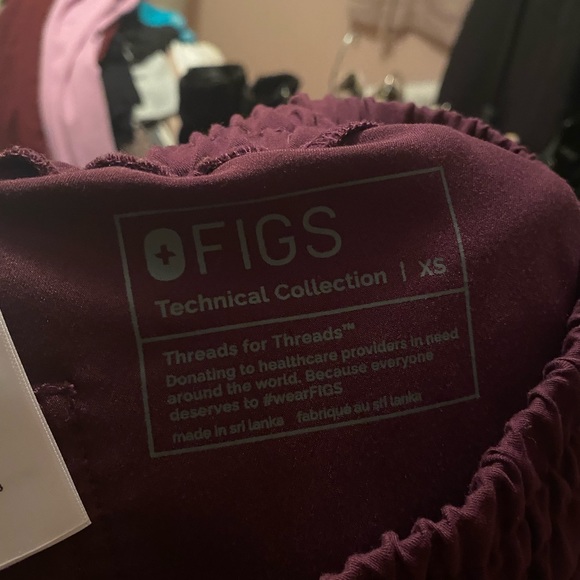 FIGS
Technical Collection | XS
Threads for Threads™
Donating to healthcare providers in need
around the world. Because everyone
deserves to #wearFIGS
made in sri lanka fabriqué au sri lanka